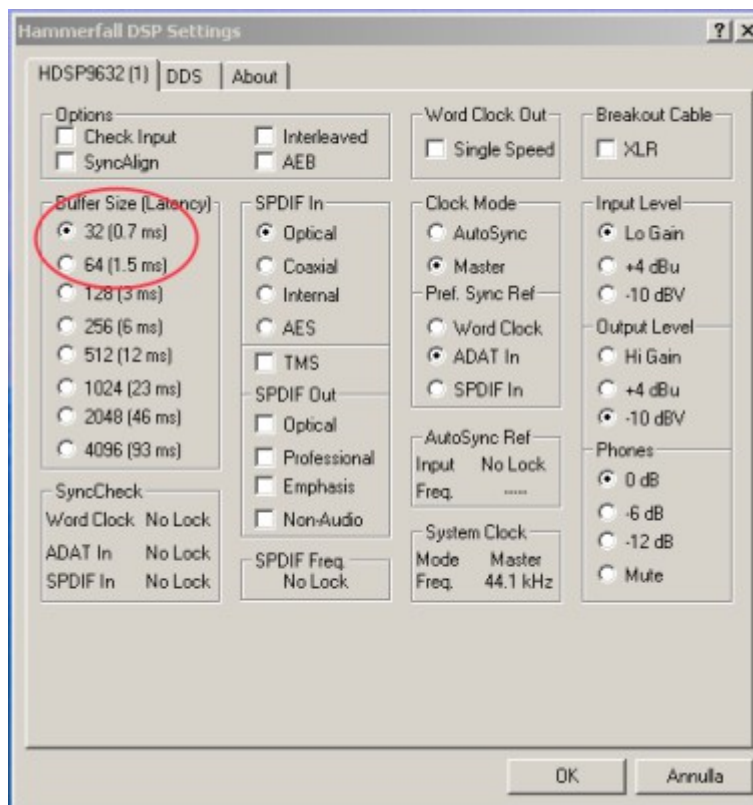 Hammerfall DSP Settings
HDSP9632 (1) DDS About
Options
Check Input Interleaved
SyncAlign AEB
Word Clock Out
Single Speed
Breakout Cable
XLR
Buffer Size (Latency)
32 (0.7 ms)
64 (1.5 ms)
128 (3 ms)
256 (6 ms)
512 (12 ms)
1024 (23 ms)
2048 (46 ms)
4096 (93 ms)
SyncCheck
Word Clock No Lock
ADAT In No Lock
SPDIF In No Lock
SPDIF In
Optical
Coaxial
Internal
AES
TMS
SPDIF Out
Optical
Professional
Emphasis
Non-Audio
SPDIF Freq.
No Lock
Clock Mode
AutoSync
Master
Pref. Sync Ref
Word Clock
ADAT In
SPDIF In
AutoSync Ref
Input No Lock
Freq. -----
System Clock
Mode Master
Freq. 44.1 kHz
Input Level
Lo Gain
+4 dBu
-10 dBV
Output Level
Hi Gain
+4 dBu
-10 dBV
Phones
0 dB
-6 dB
-12 dB
Mute
OK Annulla